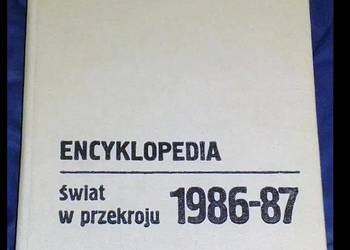 ENCYKLOPEDIA
świat
w przekroju 1986-87